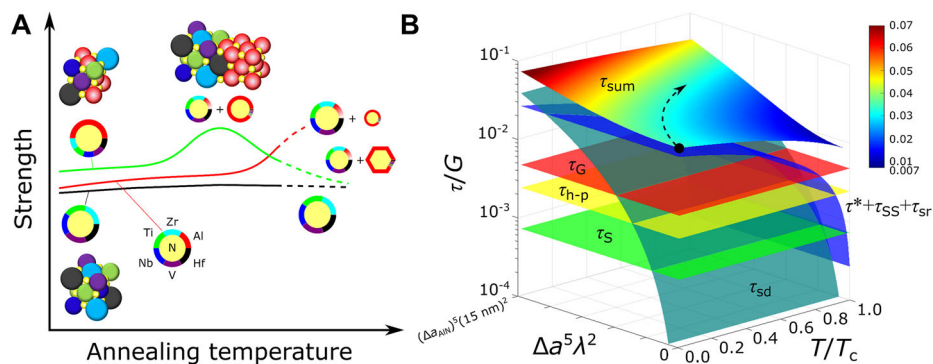 A
Strength
Annealing temperature
+
+
+
Zr
Ti
Al
N
Nb
Hf
V
B
τ/G
10⁻¹
10⁻²
10⁻³
10⁻⁴
τsum
τG
τh-p
τS
τsd
τ*+τSS+τsr
(ΔaAlN)⁵(15 nm)²
Δa⁵λ²
0
0.0
0.2
0.4
0.6
0.8
1.0
T/Tc
0.07
0.06
0.05
0.04
0.03
0.02
0.01
0.007